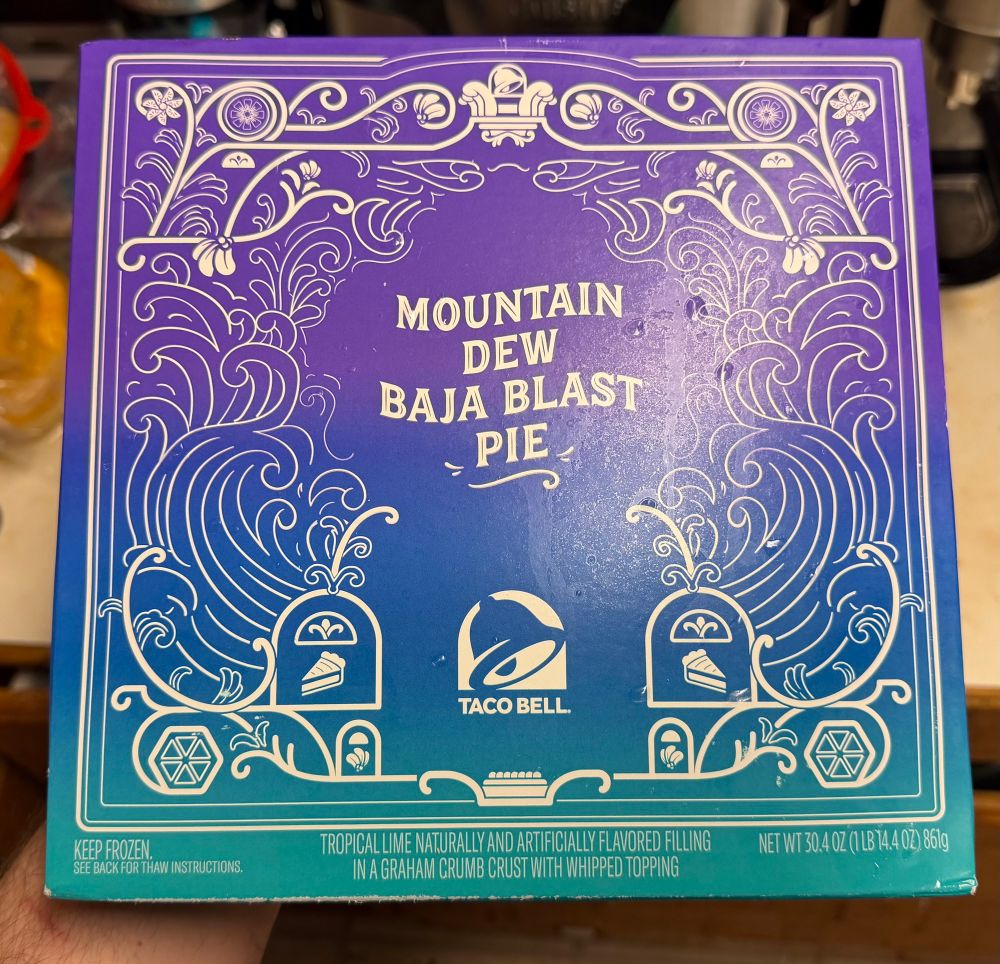 MOUNTAIN
DEW
BAJA BLAST
PIE
TACO BELL.
KEEP FROZEN.
SEE BACK FOR THAW INSTRUCTIONS.
TROPICAL LIME NATURALLY AND ARTIFICIALLY FLAVORED FILLING
IN A GRAHAM CRUMB CRUST WITH WHIPPED TOPPING
NET WT 30.4 OZ (1 LB 14.4 OZ) 861g